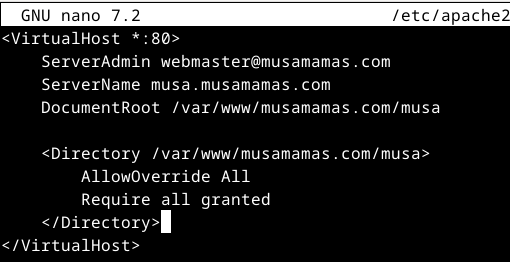 GNU nano 7.2 /etc/apache2
<VirtualHost *:80>
    ServerAdmin webmaster@musamamas.com
    ServerName musa.musamamas.com
    DocumentRoot /var/www/musamamas.com/musa

    <Directory /var/www/musamamas.com/musa>
        AllowOverride All
        Require all granted
    </Directory>
</VirtualHost>